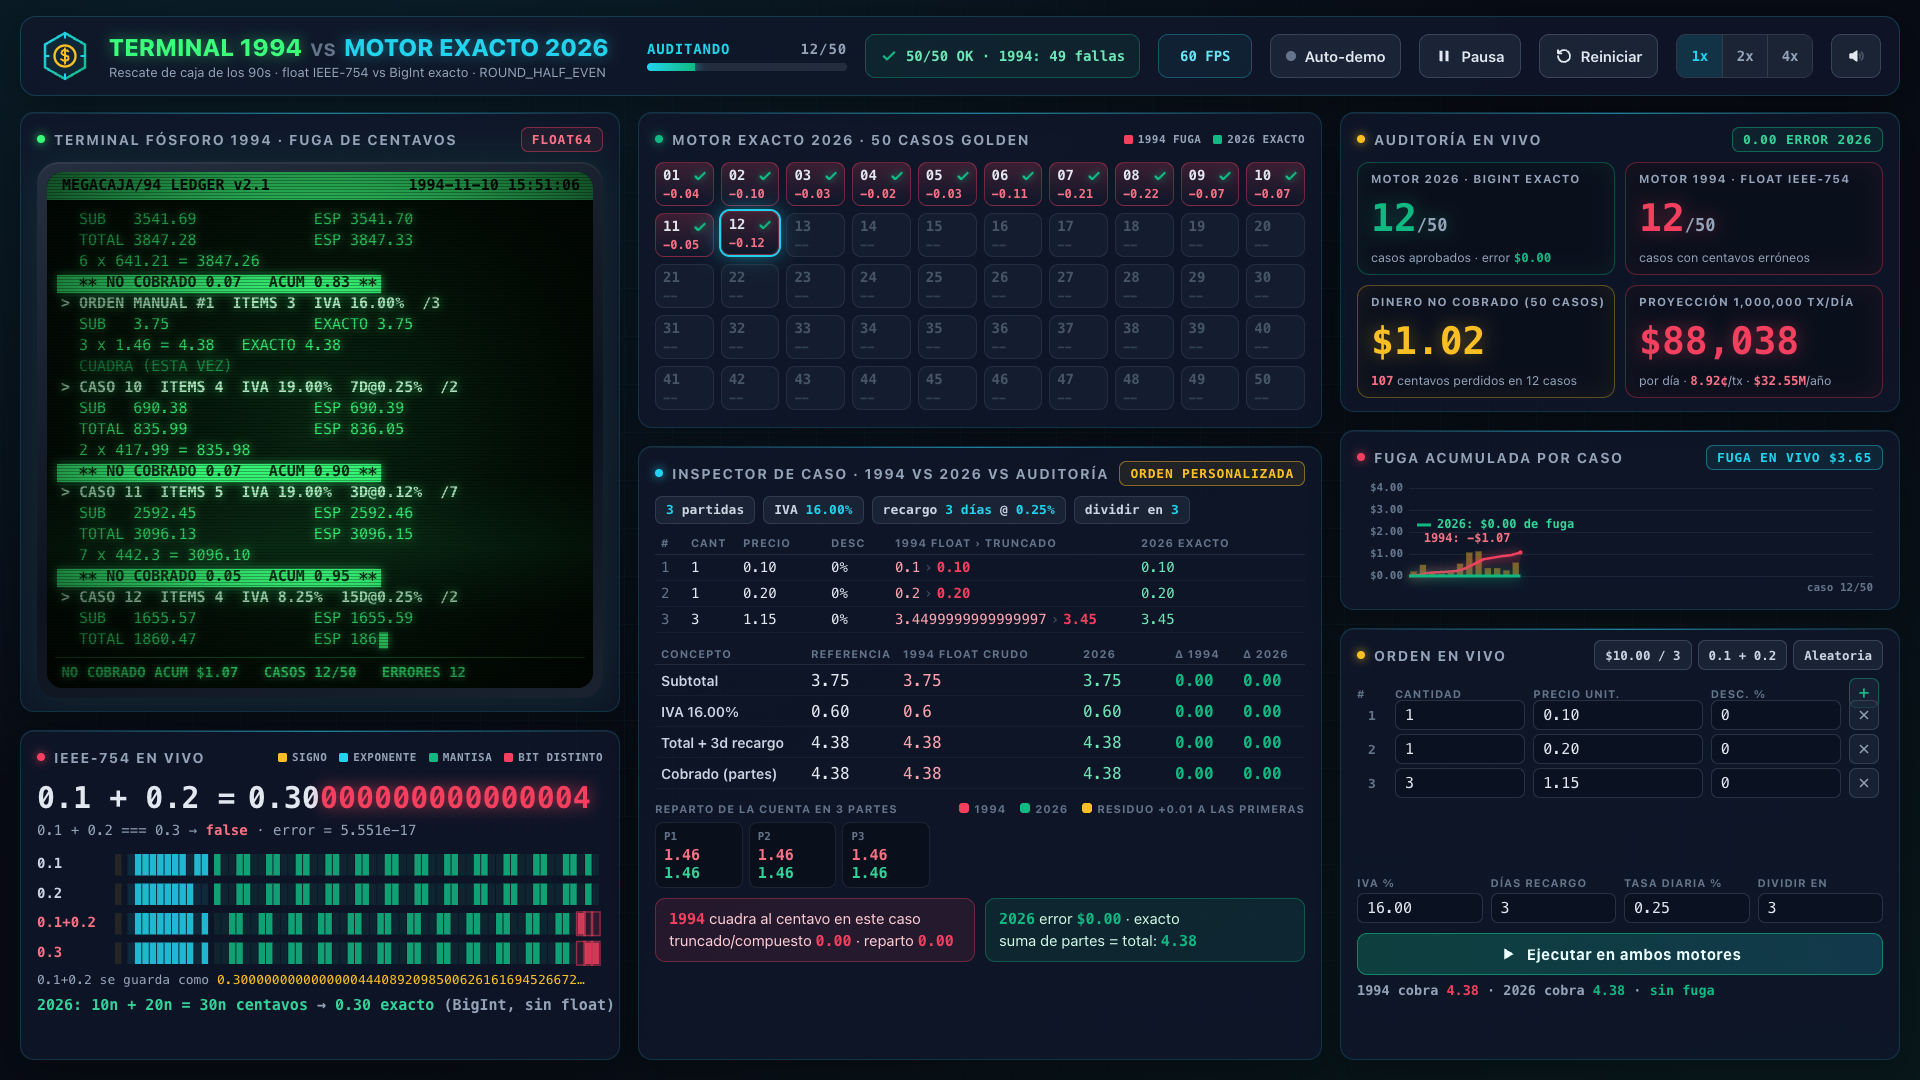 TERMINAL 1994 vs MOTOR EXACTO 2026
Rescate de caja de los 90s · float IEEE-754 vs BigInt exacto · ROUND_HALF_EVEN
AUDITANDO 12/50
50/50 OK · 1994: 49 fallas
60 FPS
Auto-demo
Pausa
Reiniciar
1x 2x 4x
TERMINAL FÓSFORO 1994 · FUGA DE CENTAVOS FLOAT64
MEGACAJA/94 LEDGER v2.1 1994-11-10 15:51:06
SUB 3541.69 ESP 3541.70
TOTAL 3847.28 ESP 3847.33
6 x 641.21 = 3847.26
** NO COBRADO 0.07 ACUM 0.83 **
> ORDEN MANUAL #1 ITEMS 3 IVA 16.00% /3
SUB 3.75 EXACTO 3.75
3 x 1.46 = 4.38 EXACTO 4.38
CUADRA (ESTA VEZ)
> CASO 10 ITEMS 4 IVA 19.00% 7D@0.25% /2
SUB 690.38 ESP 690.39
TOTAL 835.99 ESP 836.05
2 x 417.99 = 835.98
** NO COBRADO 0.07 ACUM 0.90 **
> CASO 11 ITEMS 5 IVA 19.00% 3D@0.12% /7
SUB 2592.45 ESP 2592.46
TOTAL 3096.13 ESP 3096.15
7 x 442.3 = 3096.10
** NO COBRADO 0.05 ACUM 0.95 **
> CASO 12 ITEMS 4 IVA 8.25% 15D@0.25% /2
SUB 1655.57 ESP 1655.59
TOTAL 1860.47 ESP 186
NO COBRADO ACUM $1.07 CASOS 12/50 ERRORES 12
IEEE-754 EN VIVO SIGNO EXPONENTE MANTISA BIT DISTINTO
0.1 + 0.2 = 0.30000000000000004
0.1 + 0.2 === 0.3 → false · error = 5.551e-17
0.1
0.2
0.1+0.2
0.3
0.1+0.2 se guarda como 0.3000000000000000444089209850062616169452667​2…
2026: 10n + 20n = 30n centavos → 0.30 exacto (BigInt, sin float)
MOTOR EXACTO 2026 · 50 CASOS GOLDEN 1994 FUGA 2026 EXACTO
01 02 03 04 05 06 07 08 09 10
−0.04 −0.10 −0.03 −0.02 −0.03 −0.11 −0.21 −0.22 −0.07 −0.07
11 12 13 14 15 16 17 18 19 20
−0.05 −0.12 -- -- -- -- -- -- -- --
21 22 23 24 25 26 27 28 29 30
-- -- -- -- -- -- -- -- -- --
31 32 33 34 35 36 37 38 39 40
-- -- -- -- -- -- -- -- -- --
41 42 43 44 45 46 47 48 49 50
-- -- -- -- -- -- -- -- -- --
INSPECTOR DE CASO · 1994 VS 2026 VS AUDITORÍA ORDEN PERSONALIZADA
3 partidas IVA 16.00% recargo 3 días @ 0.25% dividir en 3
# CANT PRECIO DESC 1994 FLOAT › TRUNCADO 2026 EXACTO
1 1 0.10 0% 0.1 › 0.10 0.10
2 1 0.20 0% 0.2 › 0.20 0.20
3 3 1.15 0% 3.4499999999999997 › 3.45 3.45
CONCEPTO REFERENCIA 1994 FLOAT CRUDO 2026 Δ 1994 Δ 2026
Subtotal 3.75 3.75 3.75 0.00 0.00
IVA 16.00% 0.60 0.6 0.60 0.00 0.00
Total + 3d recargo 4.38 4.38 4.38 0.00 0.00
Cobrado (partes) 4.38 4.38 4.38 0.00 0.00
REPARTO DE LA CUENTA EN 3 PARTES 1994 2026 RESIDUO +0.01 A LAS PRIMERAS
P1 P2 P3
1.46 1.46 1.46
1.46 1.46 1.46
1994 cuadra al centavo en este caso
truncado/compuesto 0.00 · reparto 0.00
2026 error $0.00 · exacto
suma de partes = total: 4.38
AUDITORÍA EN VIVO 0.00 ERROR 2026
MOTOR 2026 · BIGINT EXACTO
12/50
casos aprobados · error $0.00
MOTOR 1994 · FLOAT IEEE-754
12/50
casos con centavos erróneos
DINERO NO COBRADO (50 CASOS)
$1.02
107 centavos perdidos en 12 casos
PROYECCIÓN 1,000,000 TX/DÍA
$88,038
por día · 8.92¢/tx · $32.55M/año
FUGA ACUMULADA POR CASO FUGA EN VIVO $3.65
$4.00
$3.00
$2.00
$1.00
$0.00
2026: $0.00 de fuga
1994: −$1.07
caso 12/50
ORDEN EN VIVO $10.00 / 3 0.1 + 0.2 Aleatoria
# CANTIDAD PRECIO UNIT. DESC. % +
1 1 0.10 0 ×
2 1 0.20 0 ×
3 3 1.15 0 ×
IVA % DÍAS RECARGO TASA DIARIA % DIVIDIR EN
16.00 3 0.25 3
Ejecutar en ambos motores
1994 cobra 4.38 · 2026 cobra 4.38 · sin fuga